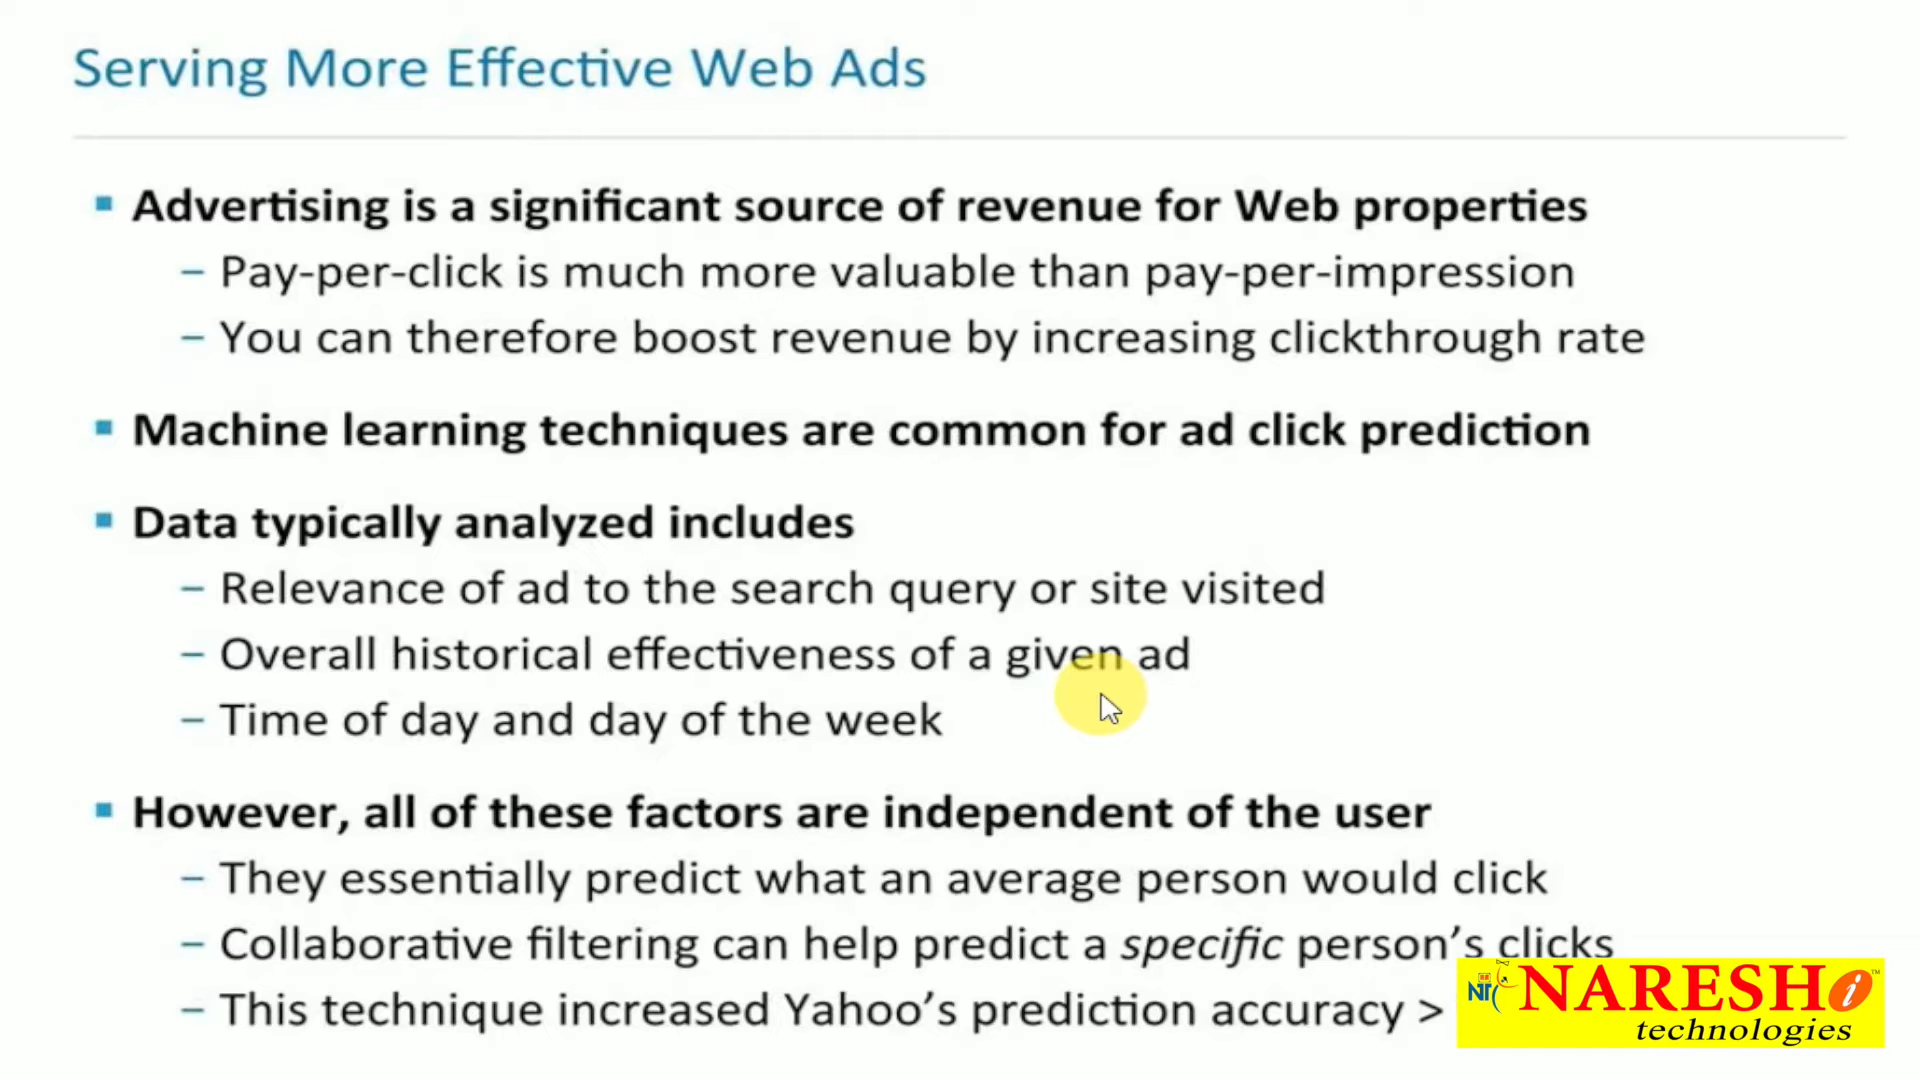 Serving More Effective Web Ads
Advertising is a significant source of revenue for Web properties
– Pay-per-click is much more valuable than pay-per-impression
– You can therefore boost revenue by increasing clickthrough rate
Machine learning techniques are common for ad click prediction
Data typically analyzed includes
– Relevance of ad to the search query or site visited
– Overall historical effectiveness of a given ad
– Time of day and day of the week
However, all of these factors are independent of the user
– They essentially predict what an average person would click
– Collaborative filtering can help predict a specific person's clicks
– This technique increased Yahoo's prediction accuracy >
NARESH i ™
technologies